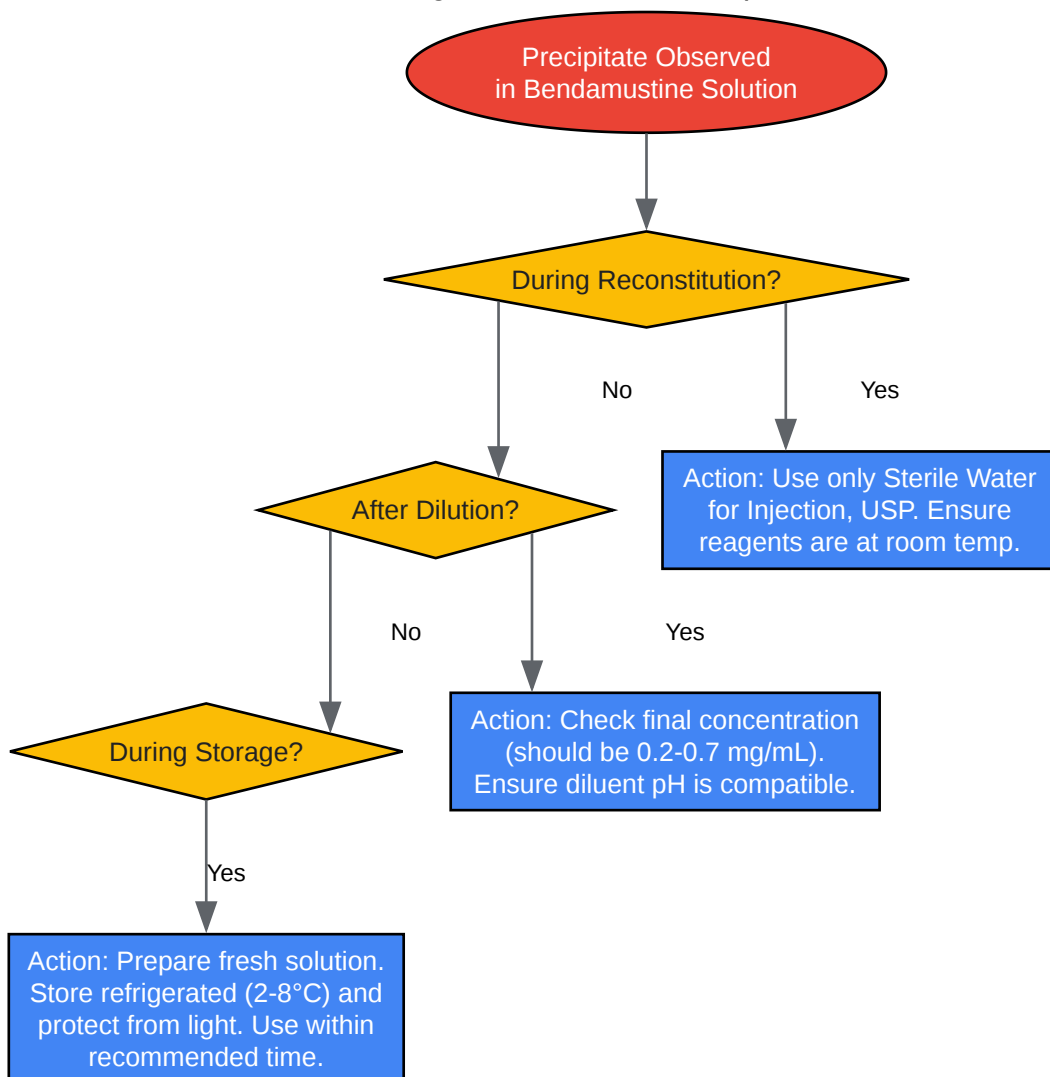 Precipitate Observed
in Bendamustine Solution
During Reconstitution?
No
Yes
Action: Use only Sterile Water
for Injection, USP. Ensure
reagents are at room temp.
After Dilution?
No
Yes
Action: Check final concentration
(should be 0.2-0.7 mg/mL).
Ensure diluent pH is compatible.
During Storage?
Yes
Action: Prepare fresh solution.
Store refrigerated (2-8°C) and
protect from light. Use within
recommended time.